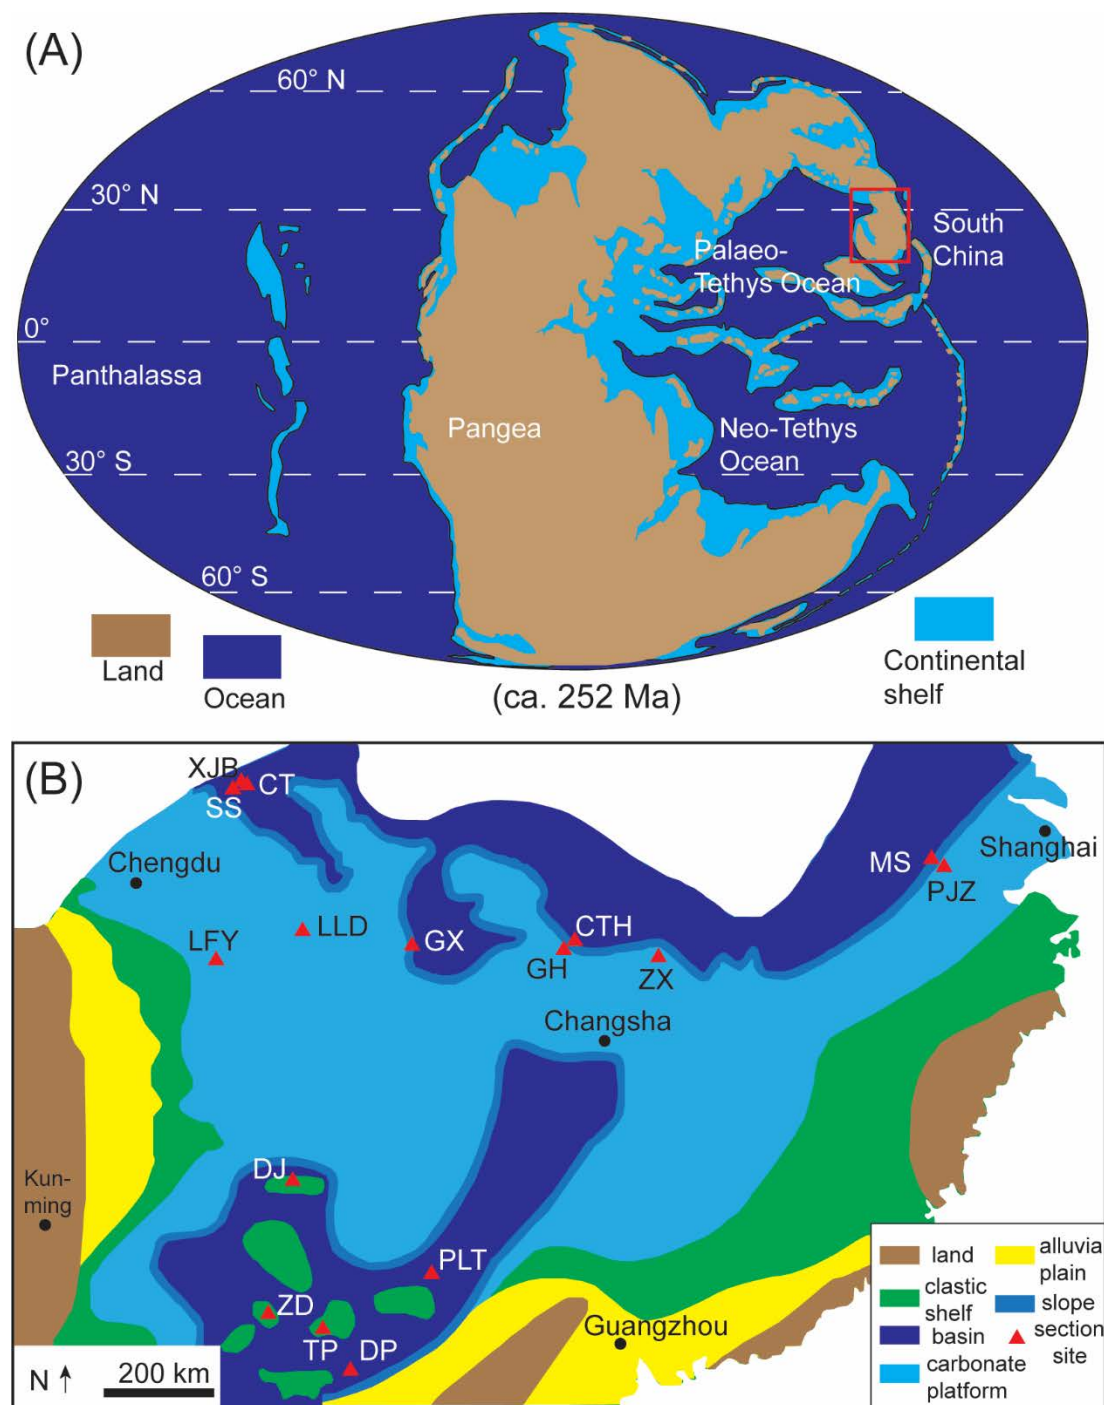 (A)
60° N
30° N
South
China
Palaeo-
Tethys Ocean
0°
Panthalassa
Pangea
Neo-Tethys
Ocean
30° S
60° S
Land
Ocean
(ca. 252 Ma)
Continental
shelf
(B)
XJB
CT
SS
Chengdu
Shanghai
MS
PJZ
LLD
LFY
GX
CTH
GH
ZX
Changsha
DJ
Kun-
ming
PLT
ZD
TP
DP
Guangzhou
N
200 km
land
alluvia
plain
clastic
shelf
slope
basin
section
site
carbonate
platform